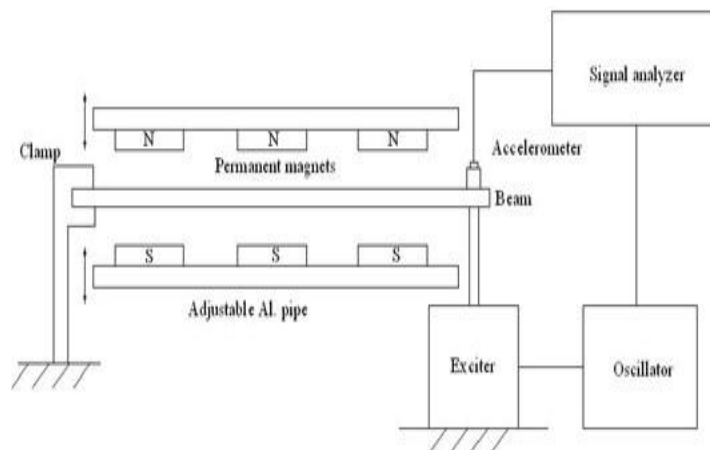 Signal analyzer
N N N
Clamp
Permanent magnets
Accelerometer
Beam
S S S
Adjustable Al. pipe
Exciter
Oscillator